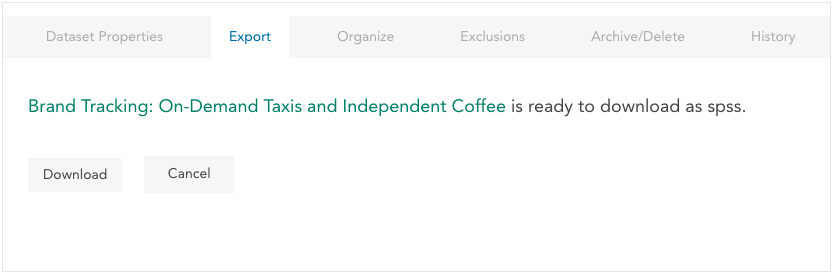 Dataset Properties Export Organize Exclusions Archive/Delete History
Brand Tracking: On-Demand Taxis and Independent Coffee is ready to download as spss.
Download Cancel